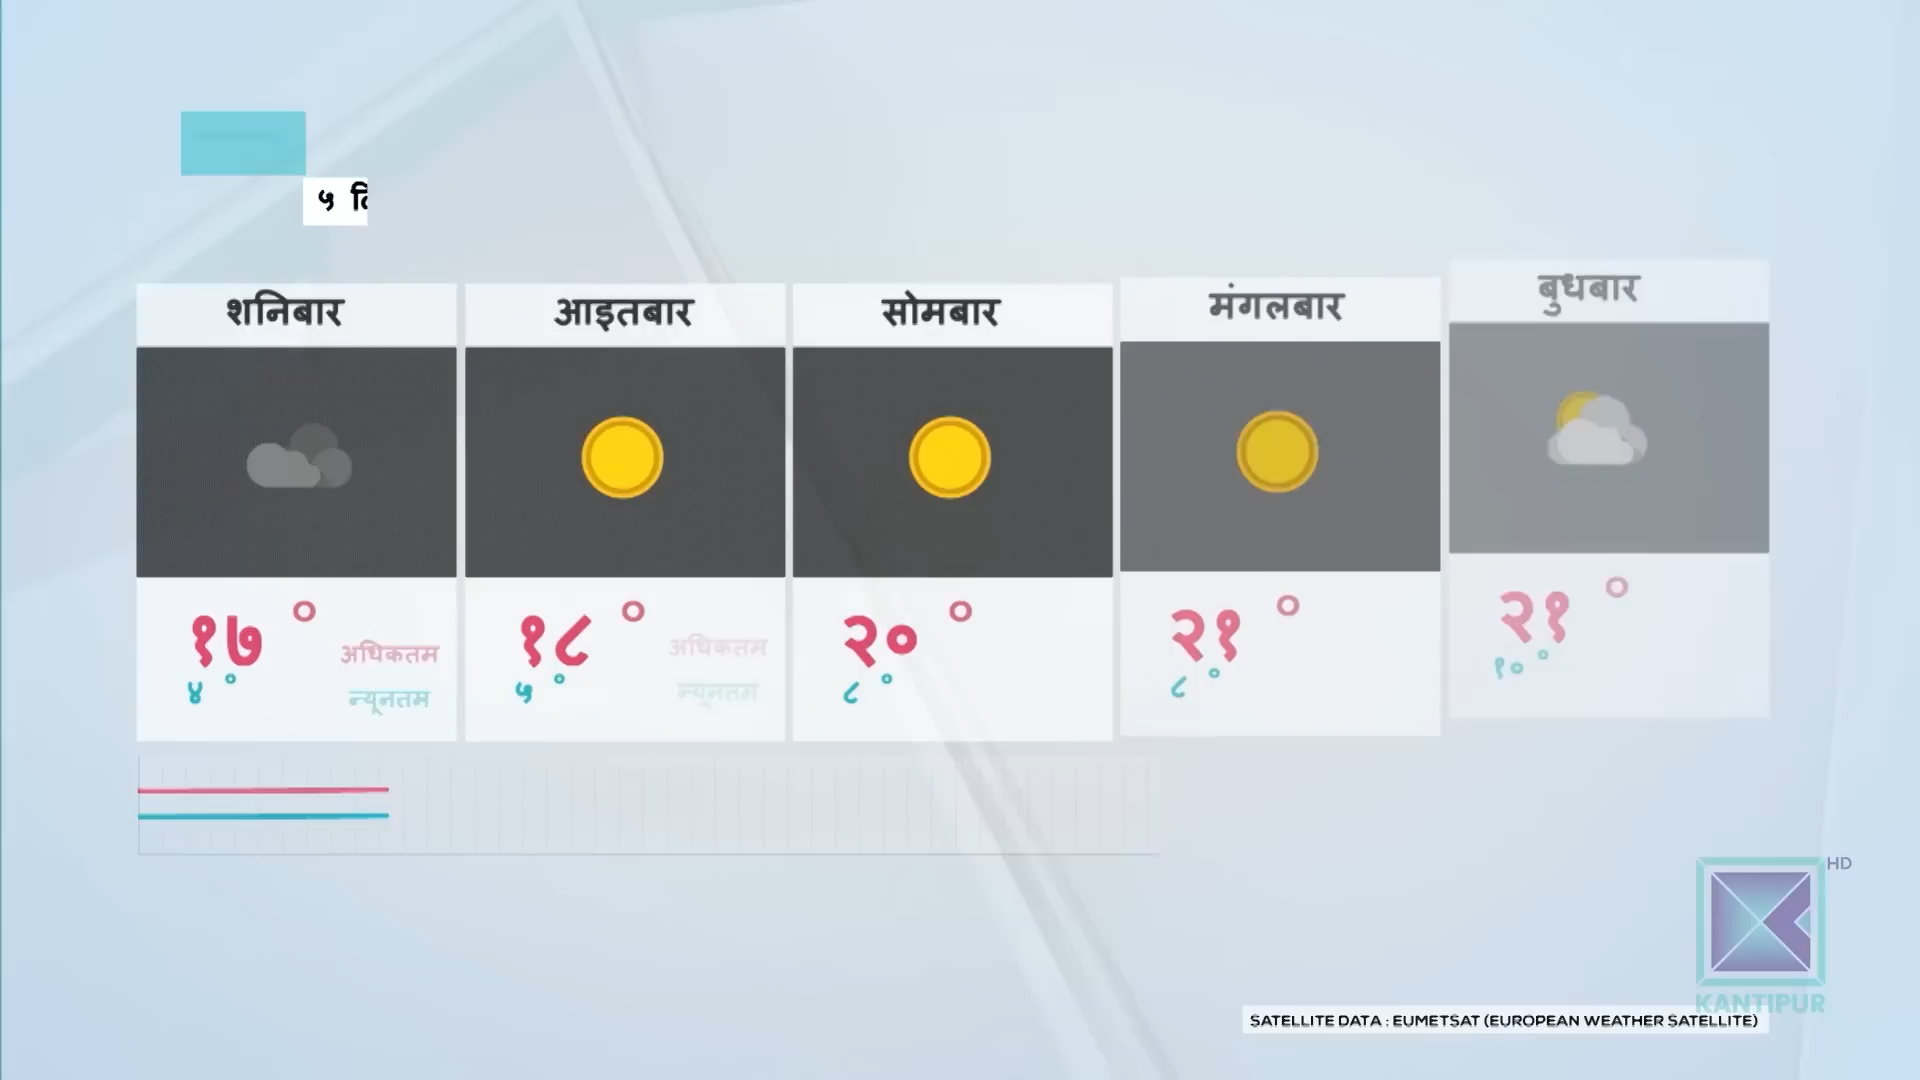 ५
शनिबार
आइतबार
सोमबार
मंगलबार
बुधबार
१७°
अधिकतम
४°
न्यूनतम
१८°
अधिकतम
५°
न्यूनतम
२०°
८°
२१°
८°
२१°
१०°
HD
KANTIPUR
SATELLITE DATA : EUMETSAT (EUROPEAN WEATHER SATELLITE)